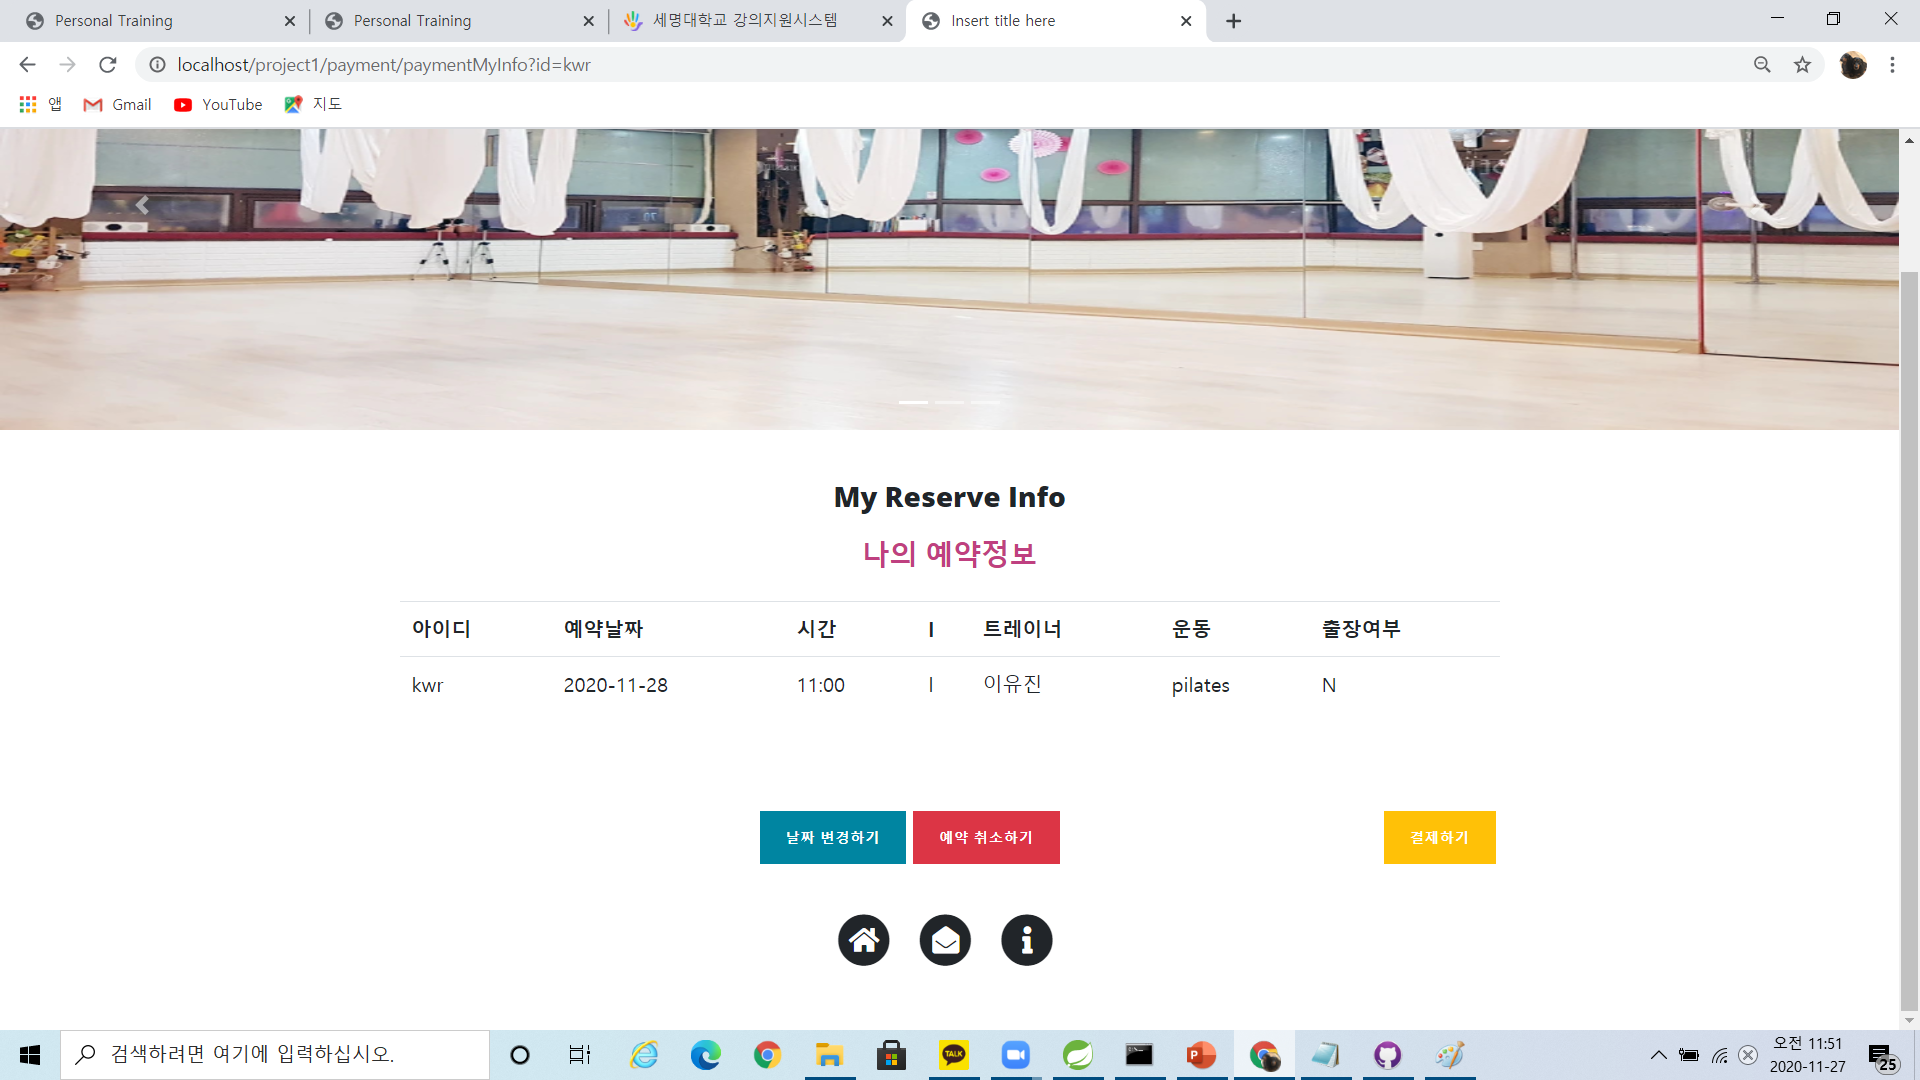 Personal Training
Personal Training
세명대학교 강의지원시스템
Insert title here
localhost/project1/payment/paymentMyInfo?id=kwr
앱
Gmail
YouTube
지도
My Reserve Info
나의 예약정보
아이디 예약날짜 시간 l 트레이너 운동 출장여부
kwr 2020-11-28 11:00 l 이유진 pilates N
날짜 변경하기 예약 취소하기 결제하기
검색하려면 여기에 입력하십시오.
TALK
오전 11:51
2020-11-27
25